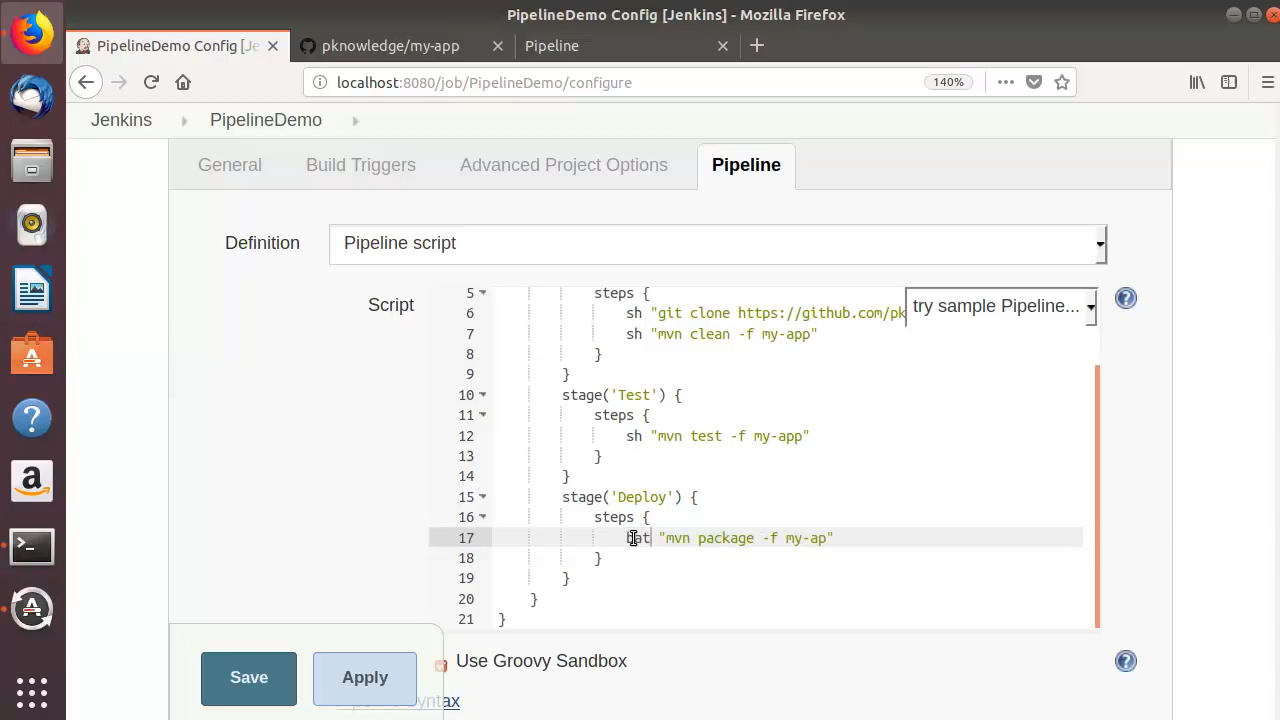 PipelineDemo Config [Jenkins] - Mozilla Firefox
PipelineDemo Config [Je
pknowledge/my-app
Pipeline
localhost:8080/job/PipelineDemo/configure
140%
Jenkins
PipelineDemo
General
Build Triggers
Advanced Project Options
Pipeline
Definition
Pipeline script
Script
try sample Pipeline...
5 steps {
6 sh "git clone https://github.com/pk
7 sh "mvn clean -f my-app"
8 }
9 }
10 stage('Test') {
11 steps {
12 sh "mvn test -f my-app"
13 }
14 }
15 stage('Deploy') {
16 steps {
17 bat "mvn package -f my-ap"
18 }
19 }
20 }
21 }
Use Groovy Sandbox
Save
Apply